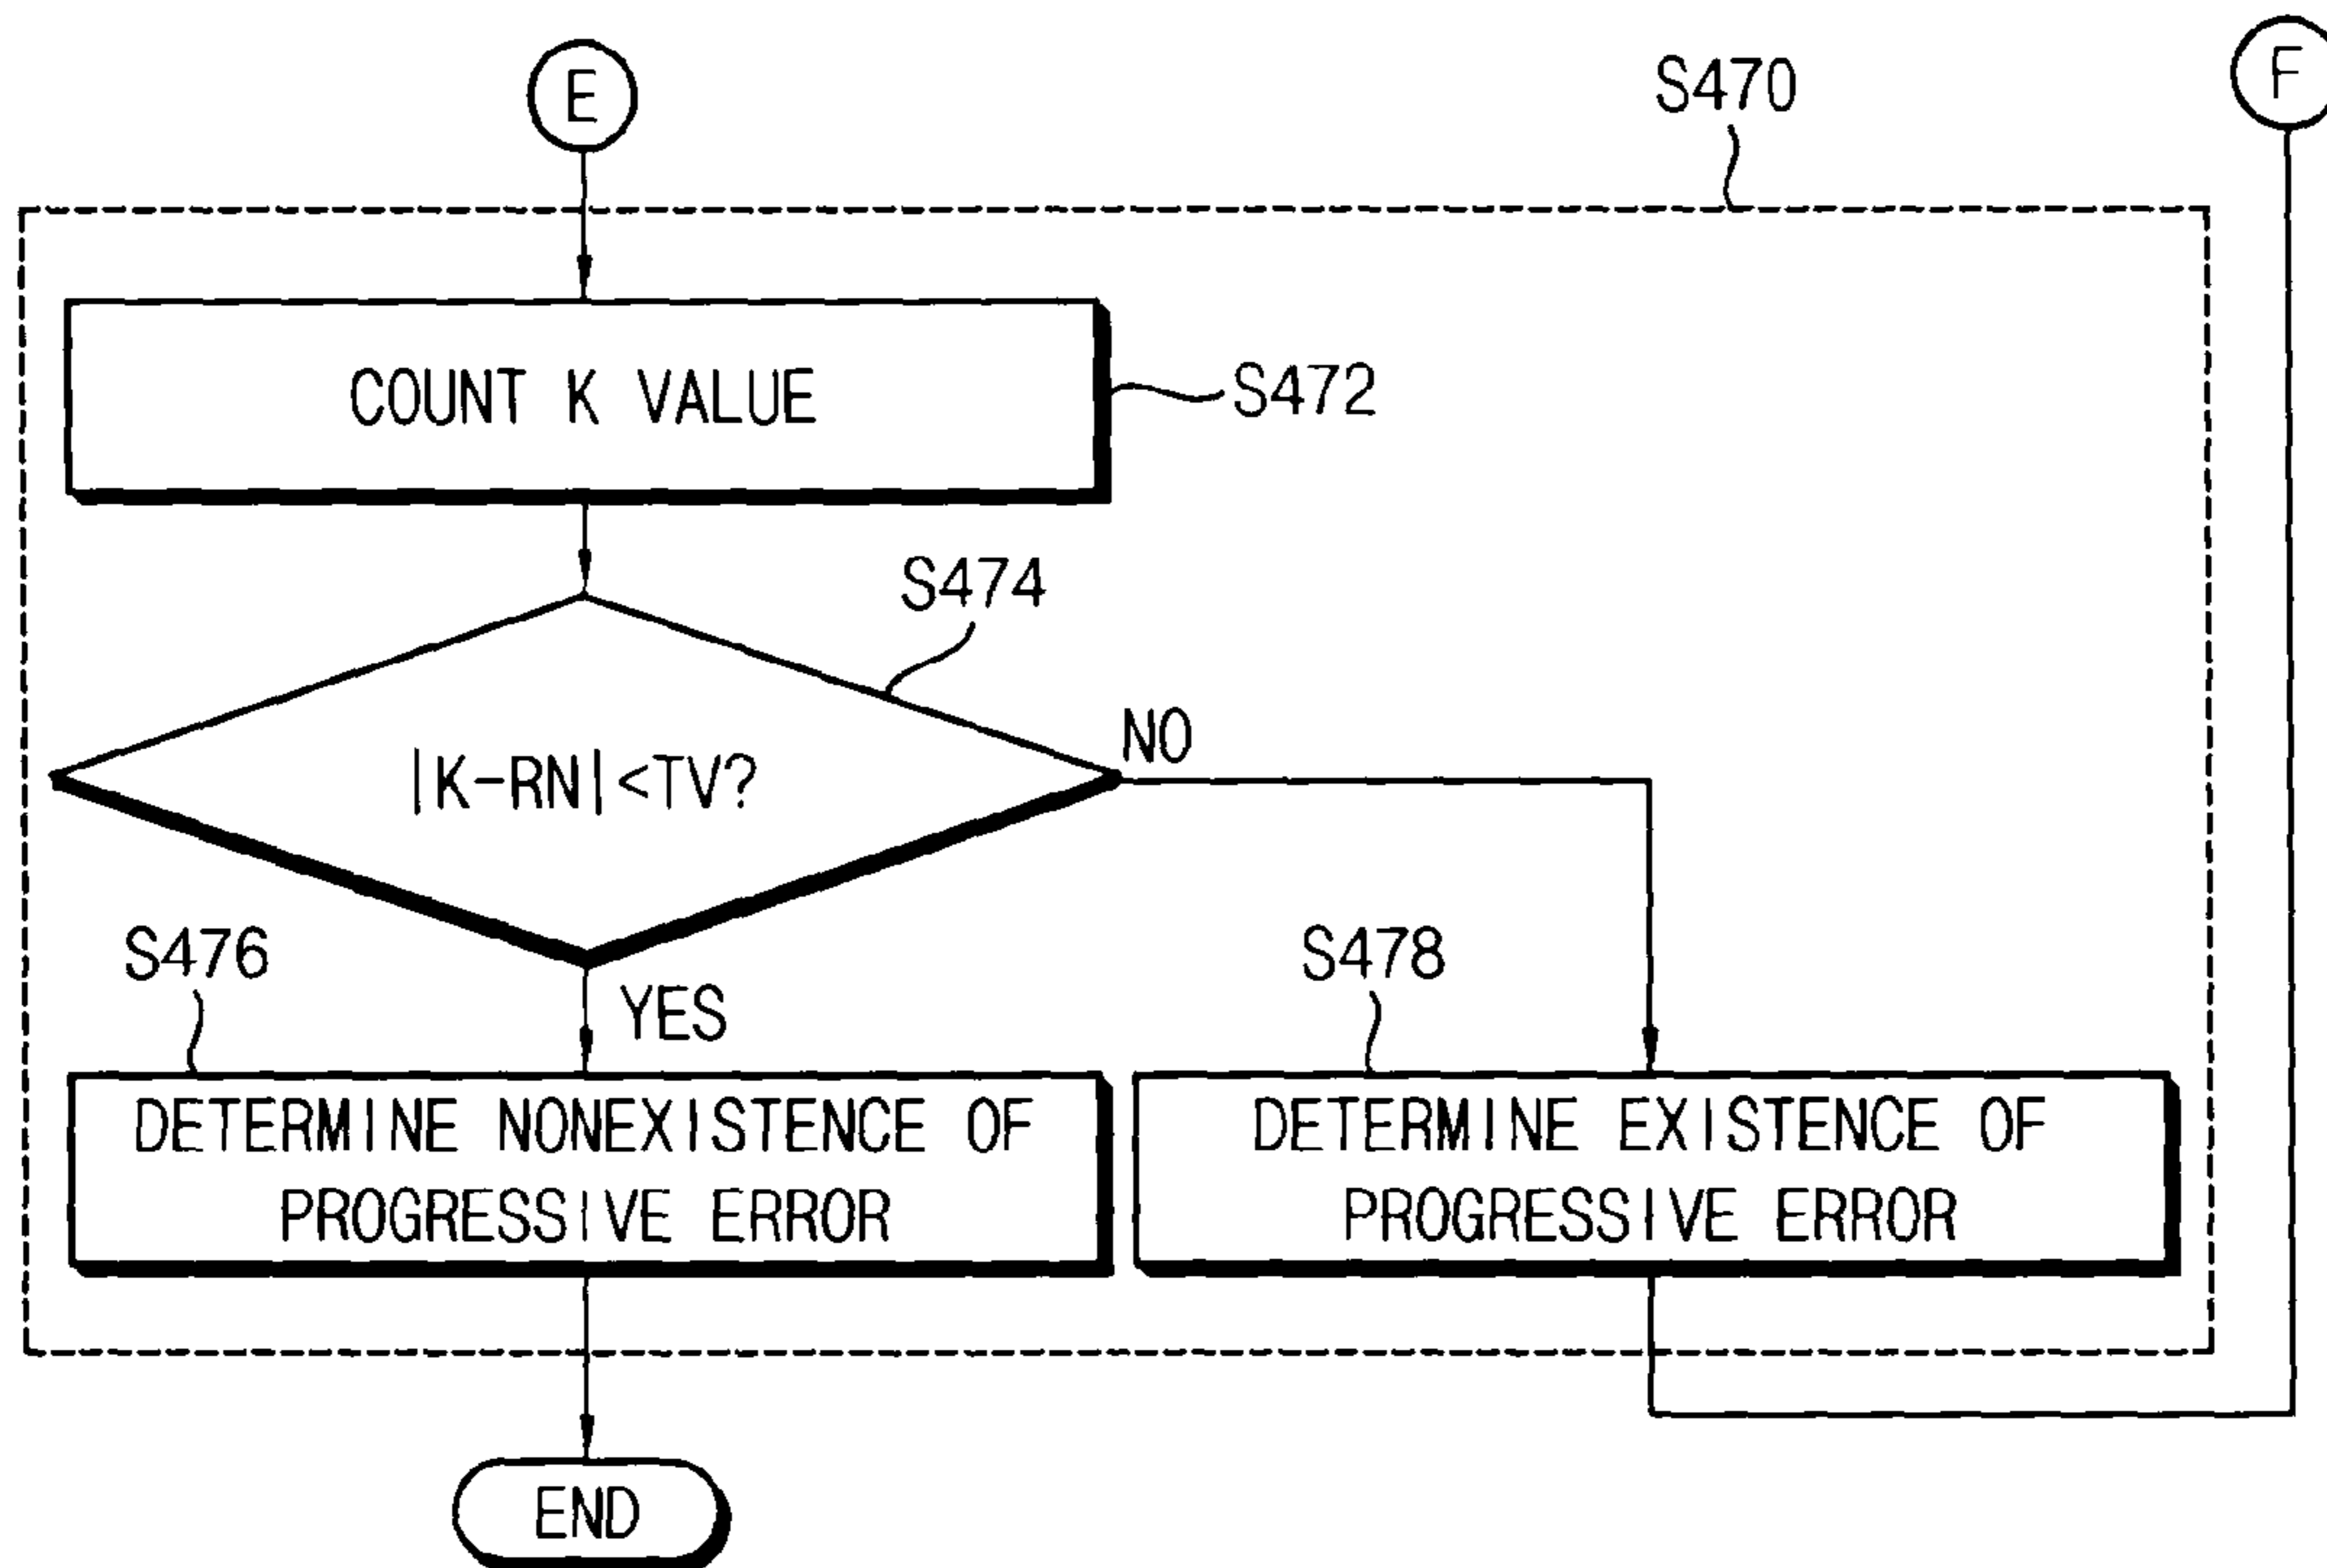 E
S470
F
COUNT K VALUE
S472
S474
|K-RN|<TV?
NO
S476
YES
S478
DETERMINE NONEXISTENCE OF
PROGRESSIVE ERROR
DETERMINE EXISTENCE OF
PROGRESSIVE ERROR
END